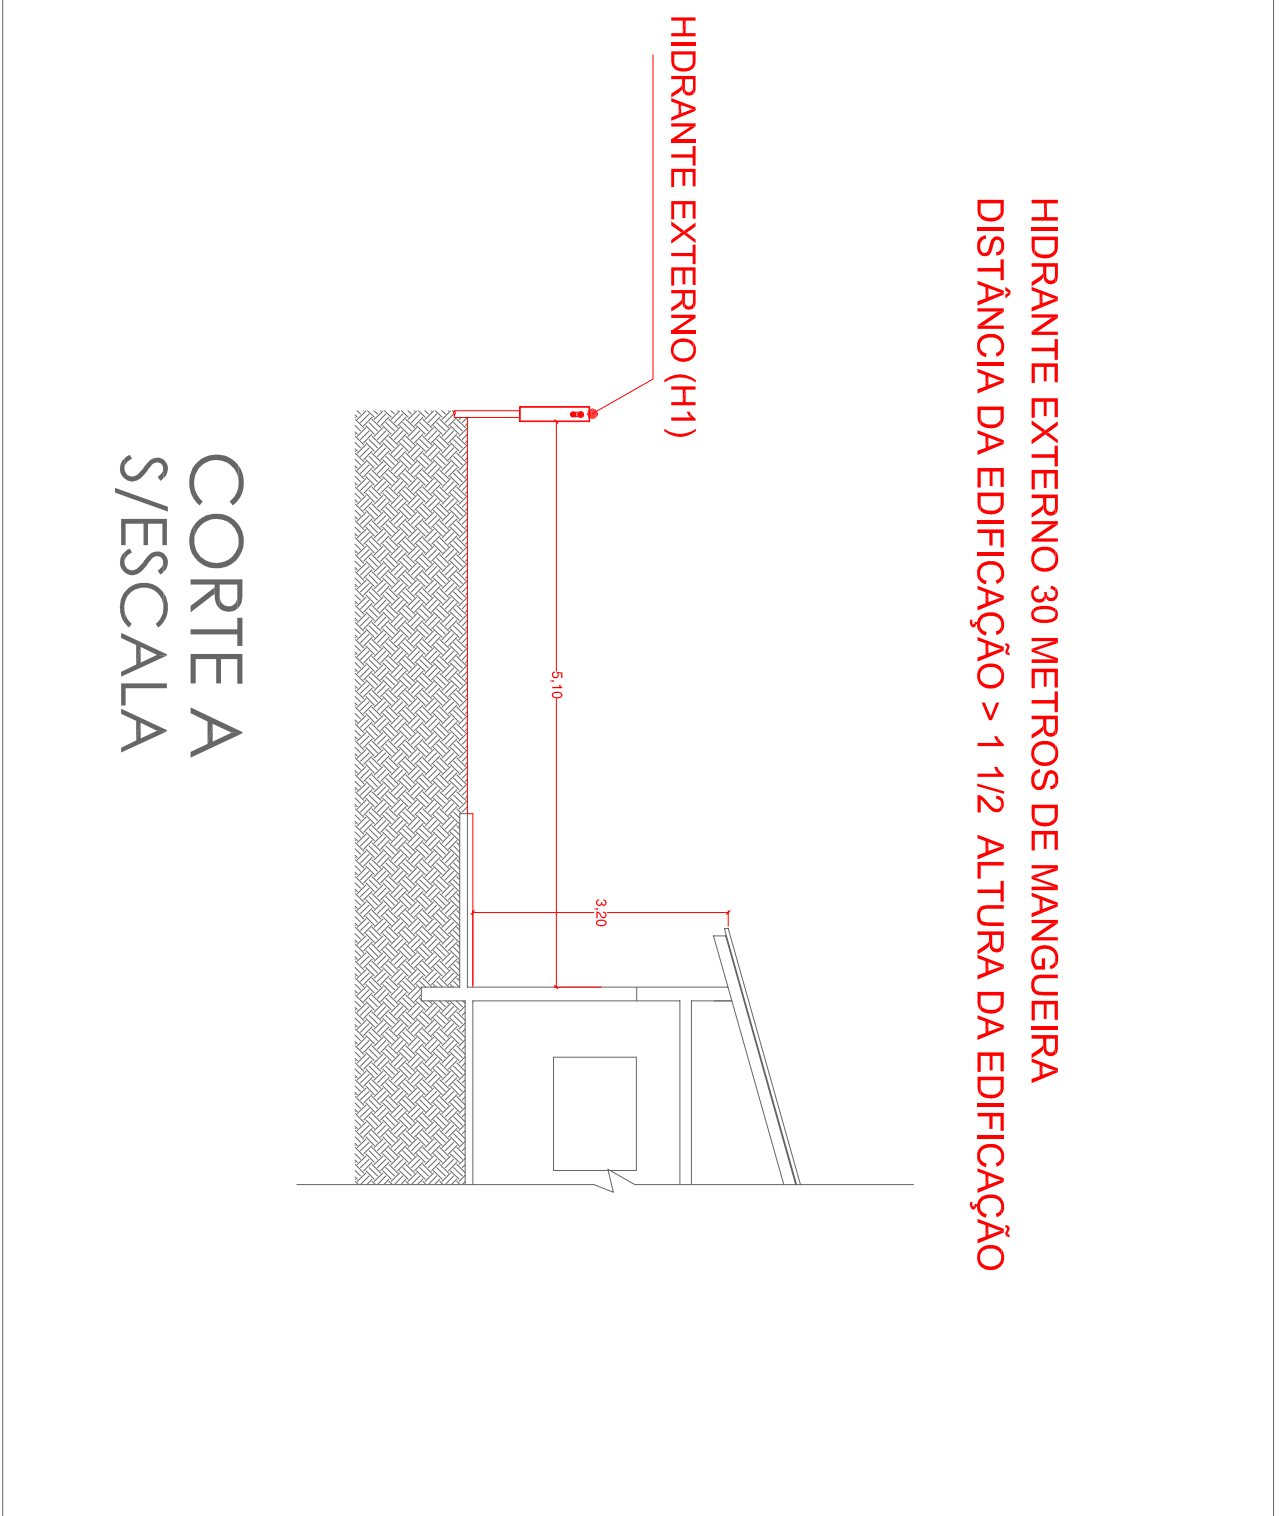 HIDRANTE EXTERNO 30 METROS DE MANGUEIRA
DISTÂNCIA DA EDIFICAÇÃO > 1 1/2 ALTURA DA EDIFICAÇÃO
HIDRANTE EXTERNO (H1)
3,20
5,10
CORTE A
S/ESCALA